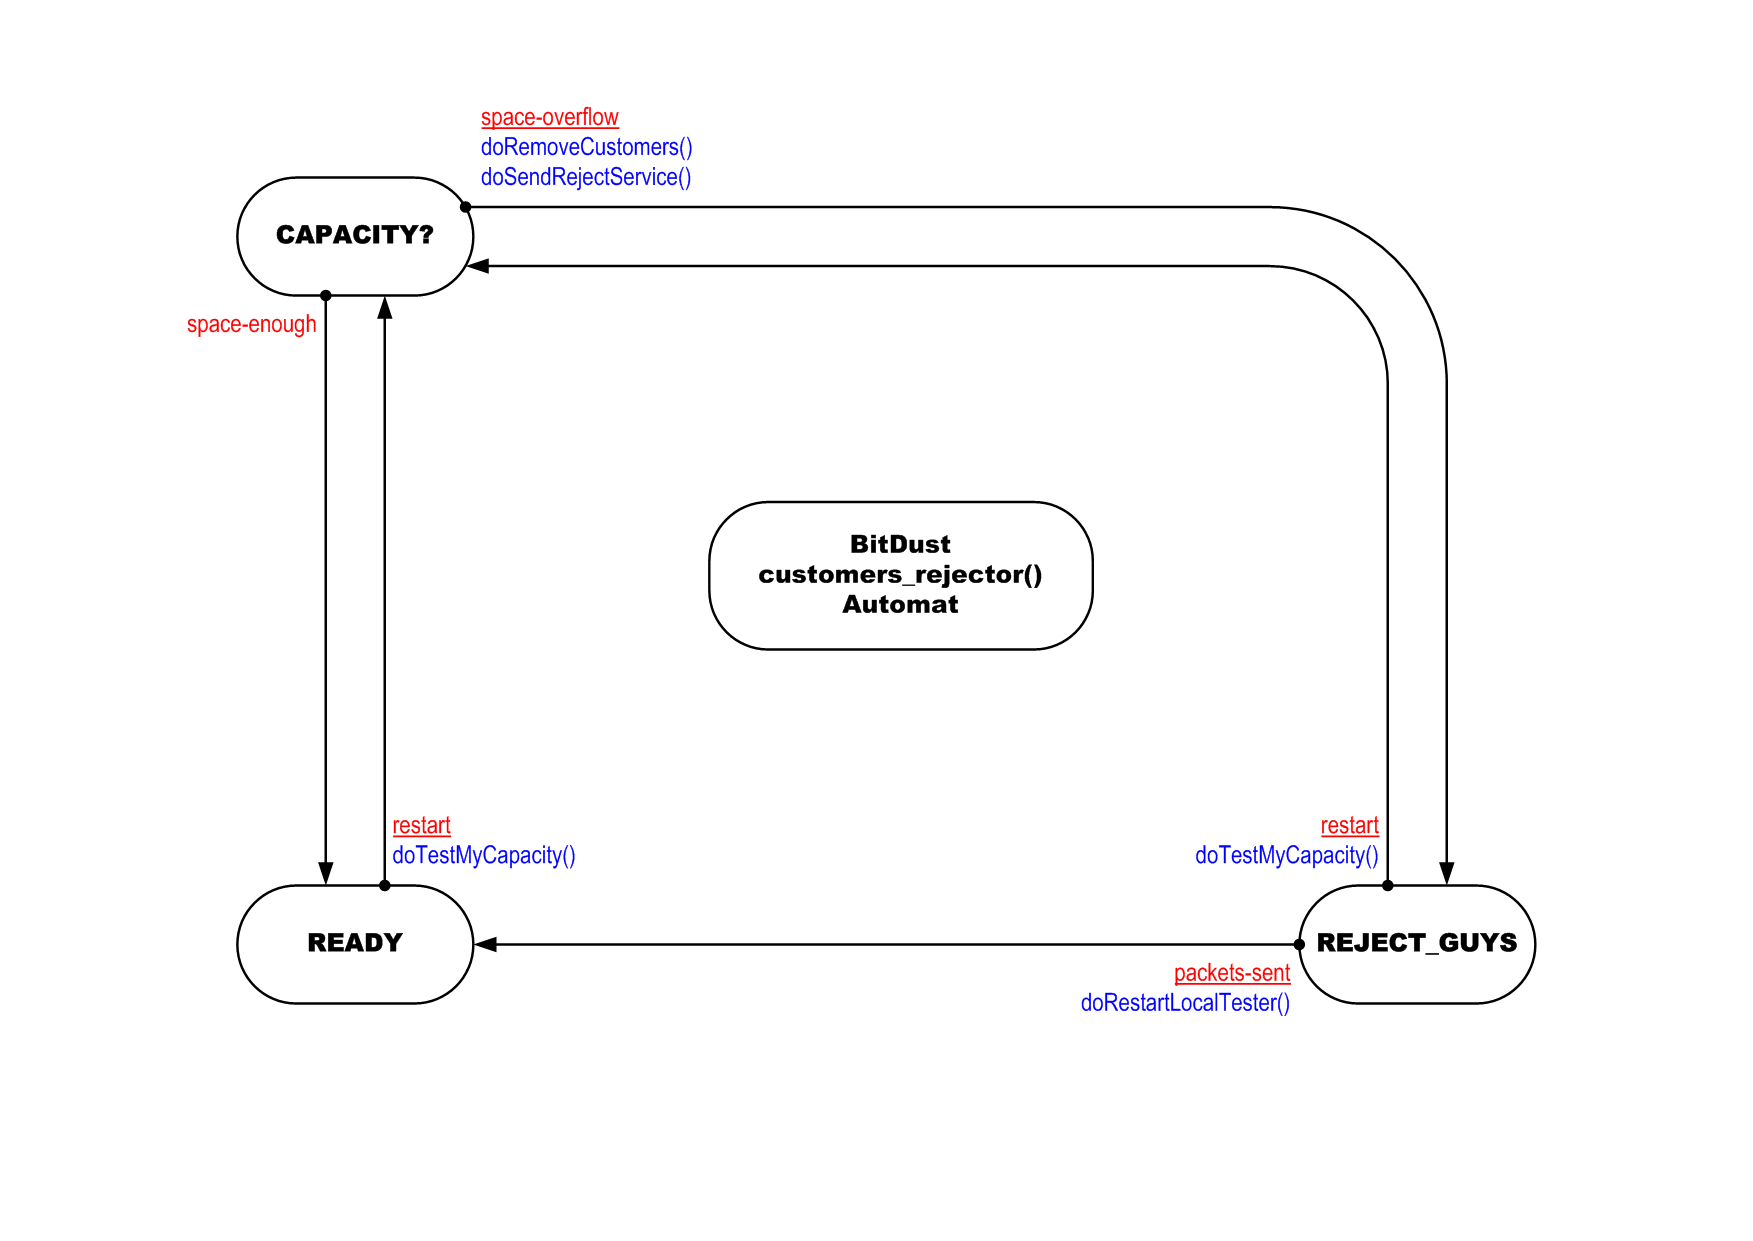 space-overflow
doRemoveCustomers()
doSendRejectService()
CAPACITY?
space-enough
BitDust
customers_rejector()
Automat
restart
doTestMyCapacity()
restart
doTestMyCapacity()
READY
REJECT_GUYS
packets-sent
doRestartLocalTester()